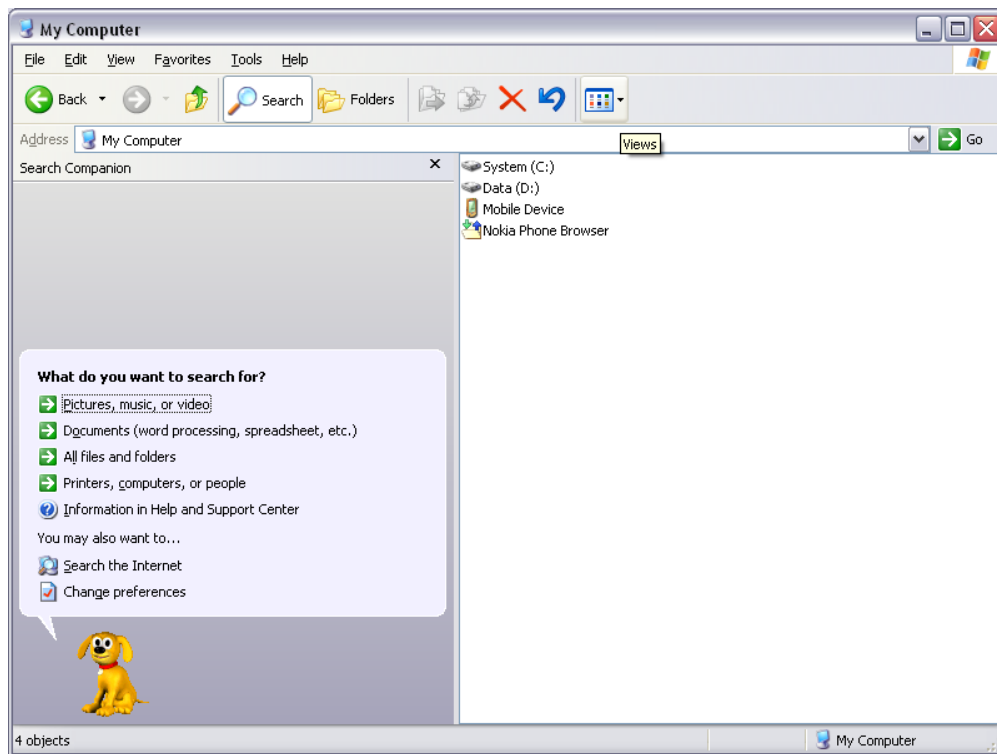 My Computer
File Edit View Favorites Tools Help
Back Search Folders
Address My Computer Go
Views
Search Companion
System (C:)
Data (D:)
Mobile Device
Nokia Phone Browser
What do you want to search for?
Pictures, music, or video
Documents (word processing, spreadsheet, etc.)
All files and folders
Printers, computers, or people
Information in Help and Support Center
You may also want to...
Search the Internet
Change preferences
4 objects My Computer